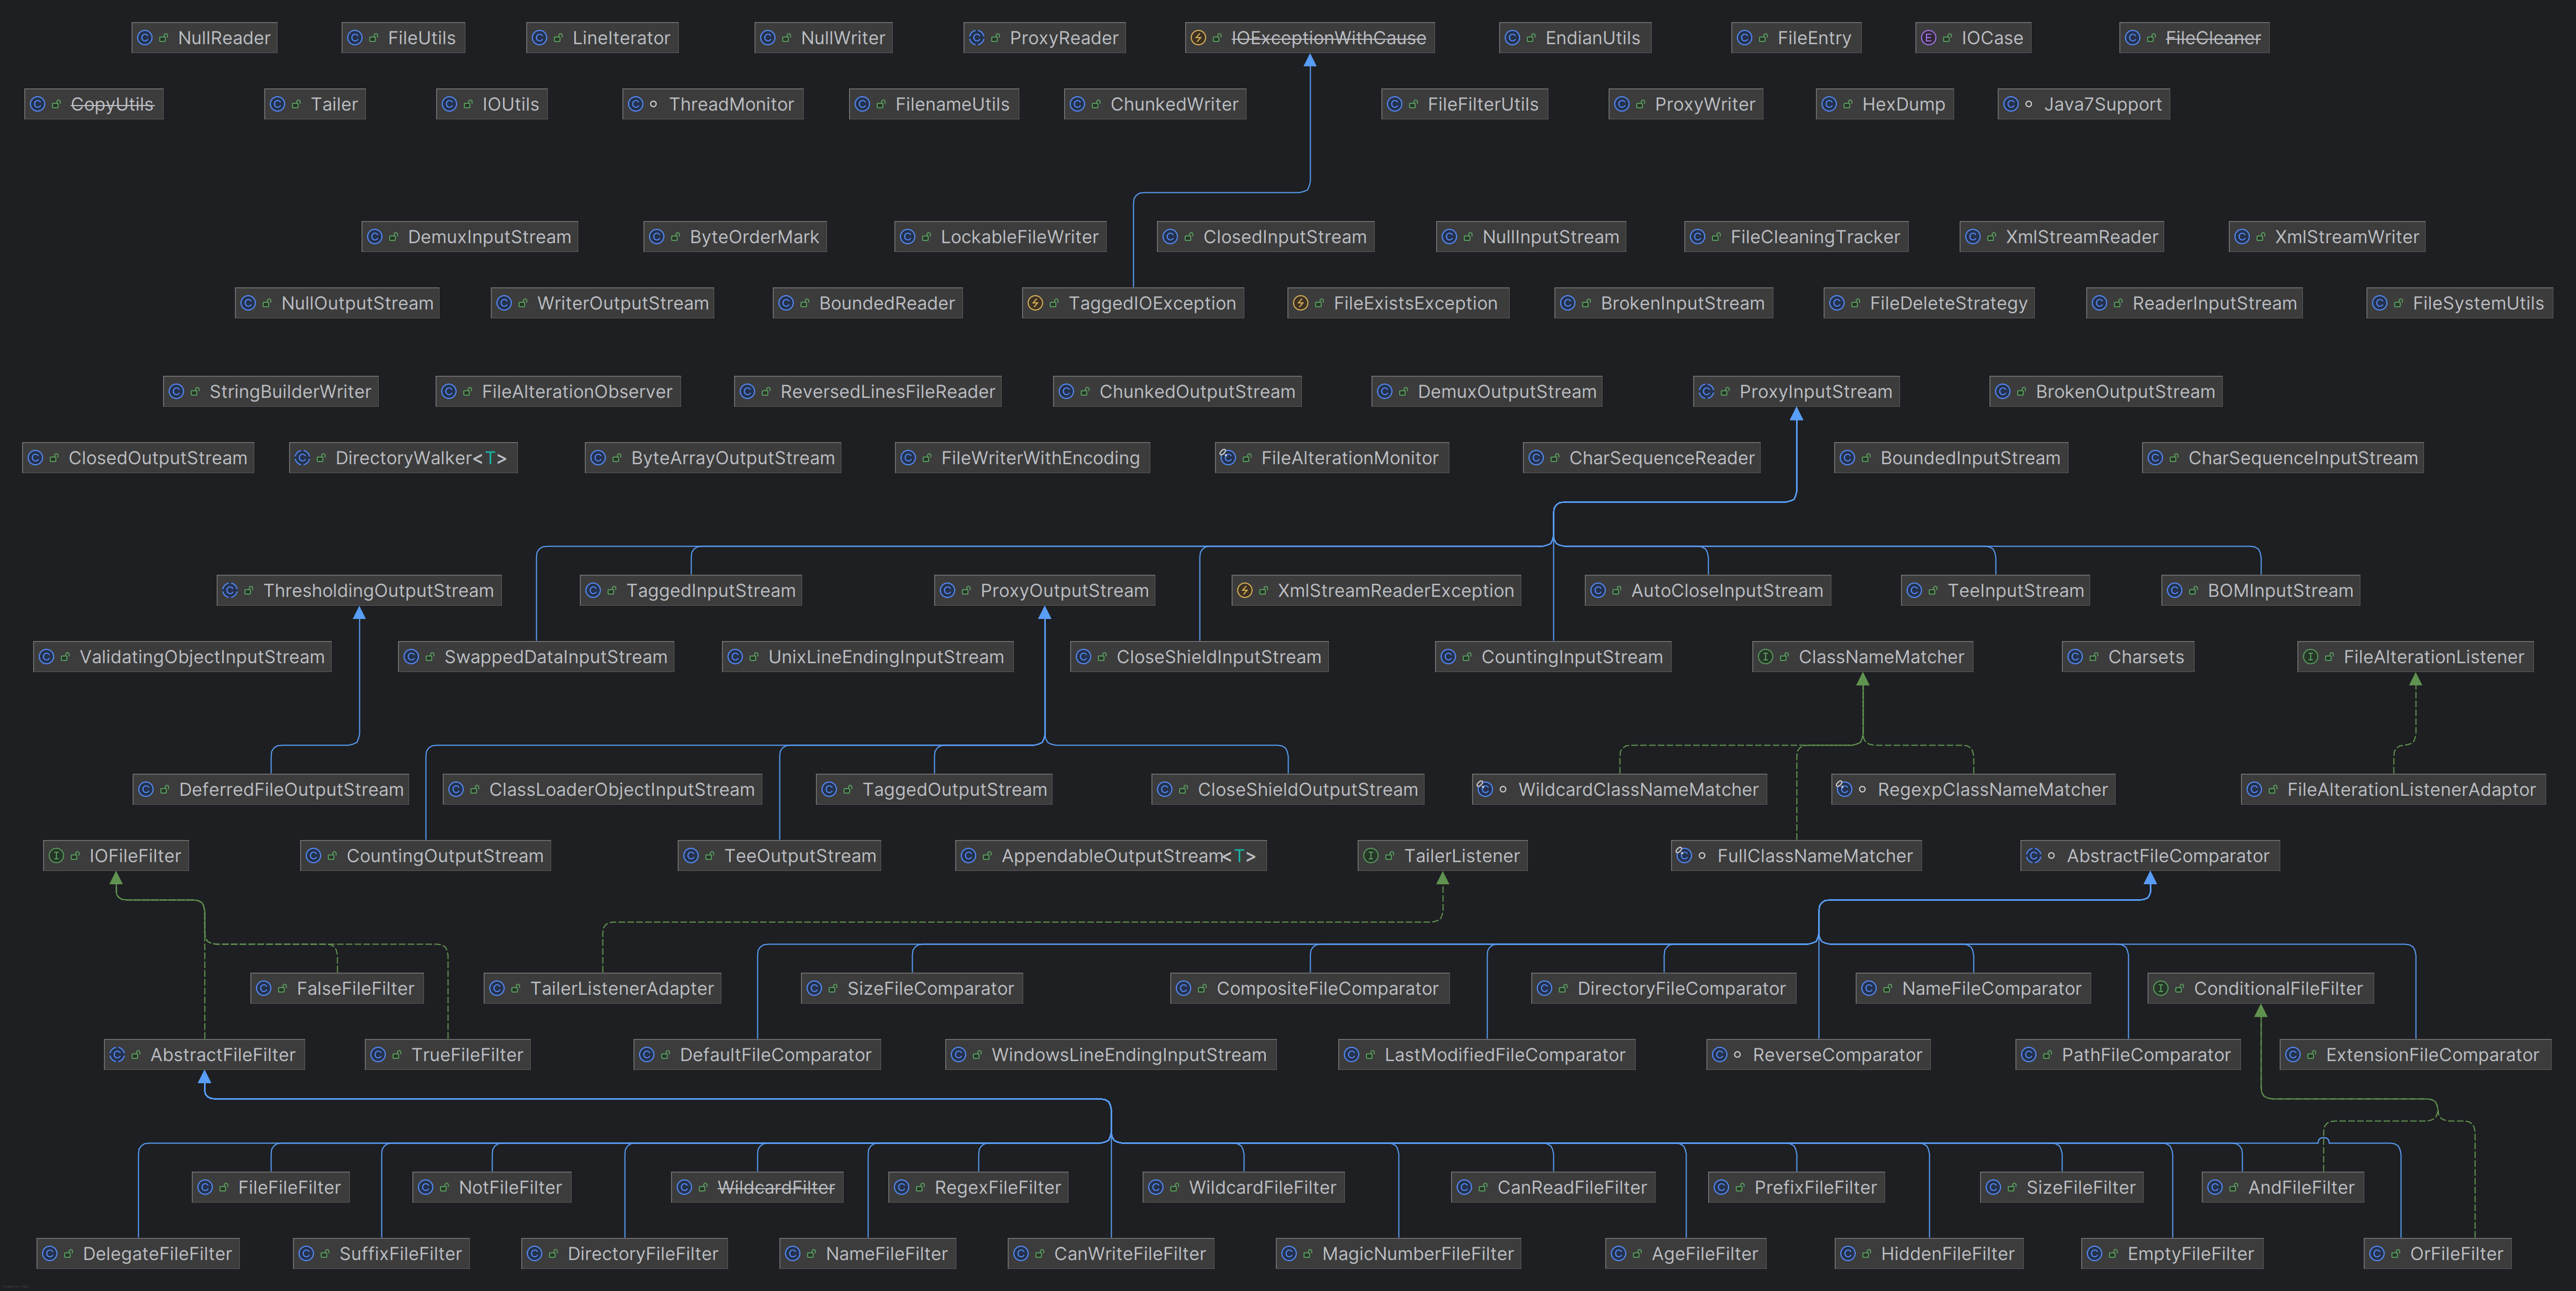 NullReader FileUtils LineIterator NullWriter ProxyReader IOExceptionWithCause EndianUtils FileEntry IOCase FileCleaner
CopyUtils Tailer IOUtils ThreadMonitor FilenameUtils ChunkedWriter FileFilterUtils ProxyWriter HexDump Java7Support
DemuxInputStream ByteOrderMark LockableFileWriter ClosedInputStream NullInputStream FileCleaningTracker XmlStreamReader XmlStreamWriter
NullOutputStream WriterOutputStream BoundedReader TaggedIOException FileExistsException BrokenInputStream FileDeleteStrategy ReaderInputStream FileSystemUtils
StringBuilderWriter FileAlterationObserver ReversedLinesFileReader ChunkedOutputStream DemuxOutputStream ProxyInputStream BrokenOutputStream
ClosedOutputStream DirectoryWalker<T> ByteArrayOutputStream FileWriterWithEncoding FileAlterationMonitor CharSequenceReader BoundedInputStream CharSequenceInputStream
ThresholdingOutputStream TaggedInputStream ProxyOutputStream XmlStreamReaderException AutoCloseInputStream TeeInputStream BOMInputStream
ValidatingObjectInputStream SwappedDataInputStream UnixLineEndingInputStream CloseShieldInputStream CountingInputStream ClassNameMatcher Charsets FileAlterationListener
DeferredFileOutputStream ClassLoaderObjectInputStream TaggedOutputStream CloseShieldOutputStream WildcardClassNameMatcher RegexpClassNameMatcher FileAlterationListenerAdaptor
IOFileFilter CountingOutputStream TeeOutputStream AppendableOutputStream<T> TailerListener FullClassNameMatcher AbstractFileComparator
FalseFileFilter TailerListenerAdapter SizeFileComparator CompositeFileComparator DirectoryFileComparator NameFileComparator ConditionalFileFilter
AbstractFileFilter TrueFileFilter DefaultFileComparator WindowsLineEndingInputStream LastModifiedFileComparator ReverseComparator PathFileComparator ExtensionFileComparator
FileFileFilter NotFileFilter WildcardFilter RegexFileFilter WildcardFileFilter CanReadFileFilter PrefixFileFilter SizeFileFilter AndFileFilter
DelegateFileFilter SuffixFileFilter DirectoryFileFilter NameFileFilter CanWriteFileFilter MagicNumberFileFilter AgeFileFilter HiddenFileFilter EmptyFileFilter OrFileFilter